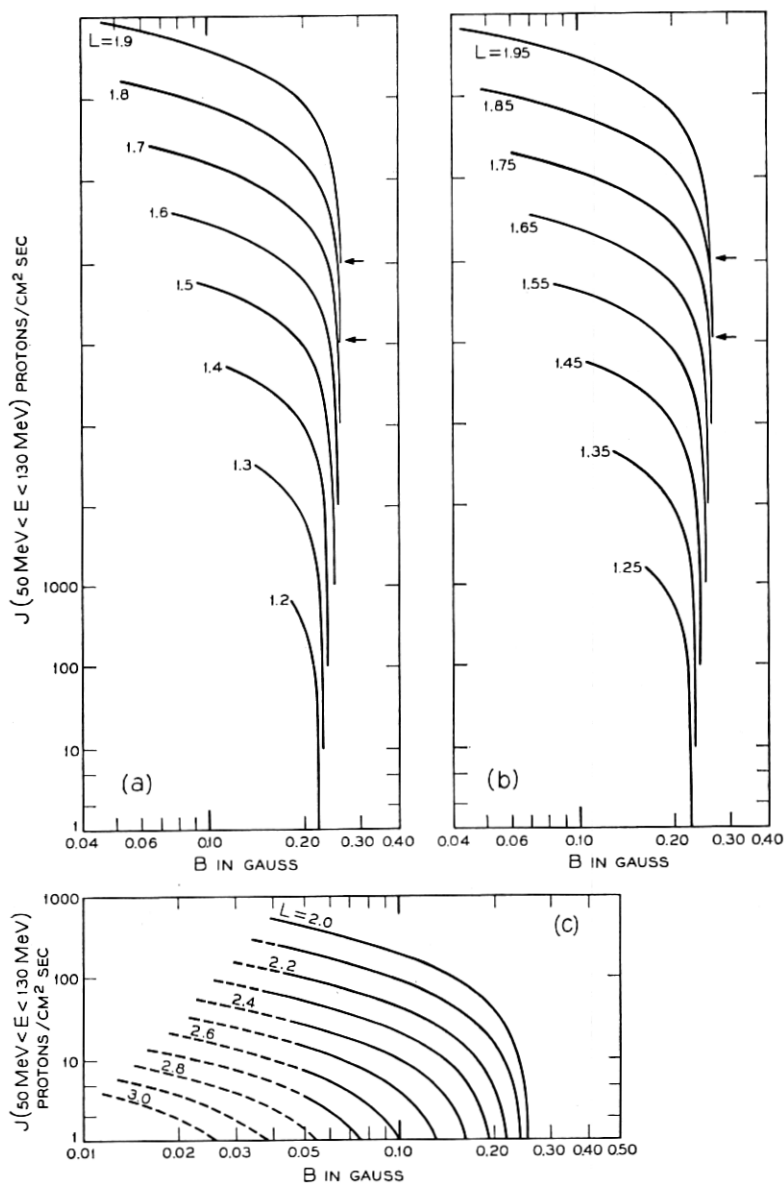 L=1.9
1.8
1.7
1.6
1.5
1.4
1.3
1.2
J (50 MeV < E < 130 MeV) PROTONS/CM² SEC
1000
100
10
1
(a)
0.04 0.06 0.10 0.20 0.30 0.40
B IN GAUSS
L=1.95
1.85
1.75
1.65
1.55
1.45
1.35
1.25
(b)
0.04 0.06 0.10 0.20 0.30 0.40
B IN GAUSS
J (50 MeV < E < 130 MeV)
PROTONS/CM² SEC
1000
100
10
1
L=2.0
2.2
2.4
2.6
2.8
3.0
(c)
0.01 0.02 0.03 0.05 0.10 0.20 0.30 0.40 0.50
B IN GAUSS